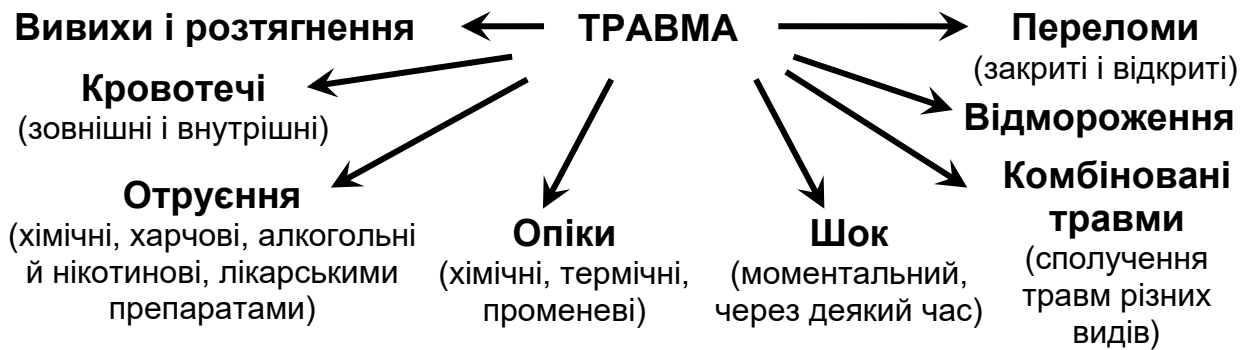 ТРАВМА
Вивихи і розтягнення
Кровотечі
(зовнішні і внутрішні)
Отруєння
(хімічні, харчові, алкогольні
й нікотинові, лікарськими
препаратами)
Опіки
(хімічні, термічні,
променеві)
Шок
(моментальний,
через деякий час)
Переломи
(закриті і відкриті)
Відмороження
Комбіновані
травми
(сполучення
травм різних
видів)